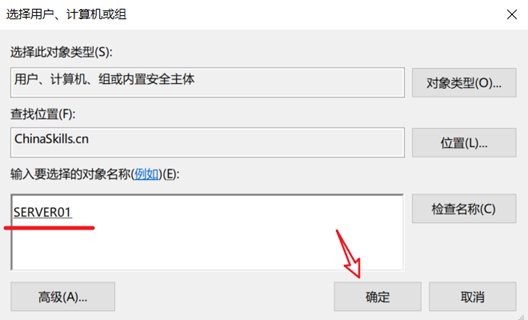 选择用户、计算机或组
选择此对象类型(S):
用户、计算机、组或内置安全主体
对象类型(O)...
查找位置(F):
ChinaSkills.cn
位置(L)...
输入要选择的对象名称(例如)(E):
SERVER01
检查名称(C)
高级(A)...
确定
取消